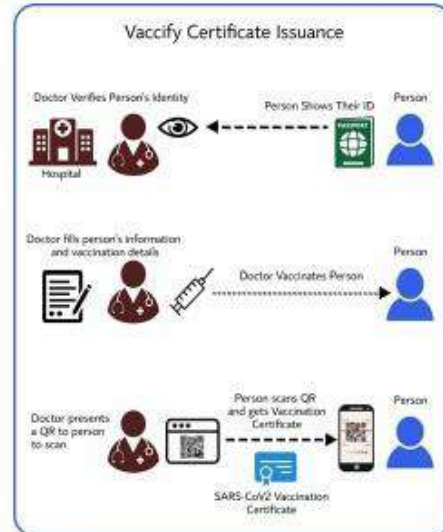 Vaccify Certificate Issuance
Doctor Verifies Person's Identity
Person Shows Their ID
Person
PASSPORT
Hospital
Doctor fills person's information
and vaccination details
Doctor Vaccinates Person
Person
Doctor presents
a QR to person
to scan
Person scans QR
and gets Vaccination
Certificate
Person
SARS-CoV2 Vaccination
Certificate